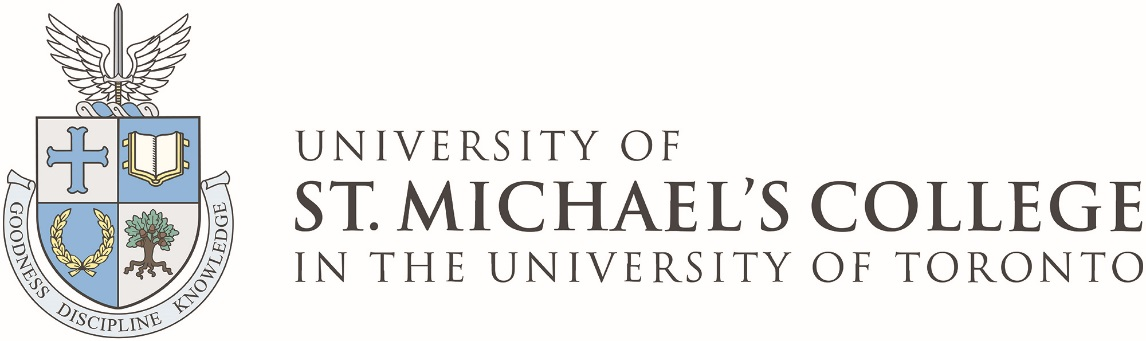 GOODNESS DISCIPLINE KNOWLEDGE
UNIVERSITY OF
ST. MICHAEL'S COLLEGE
IN THE UNIVERSITY OF TORONTO